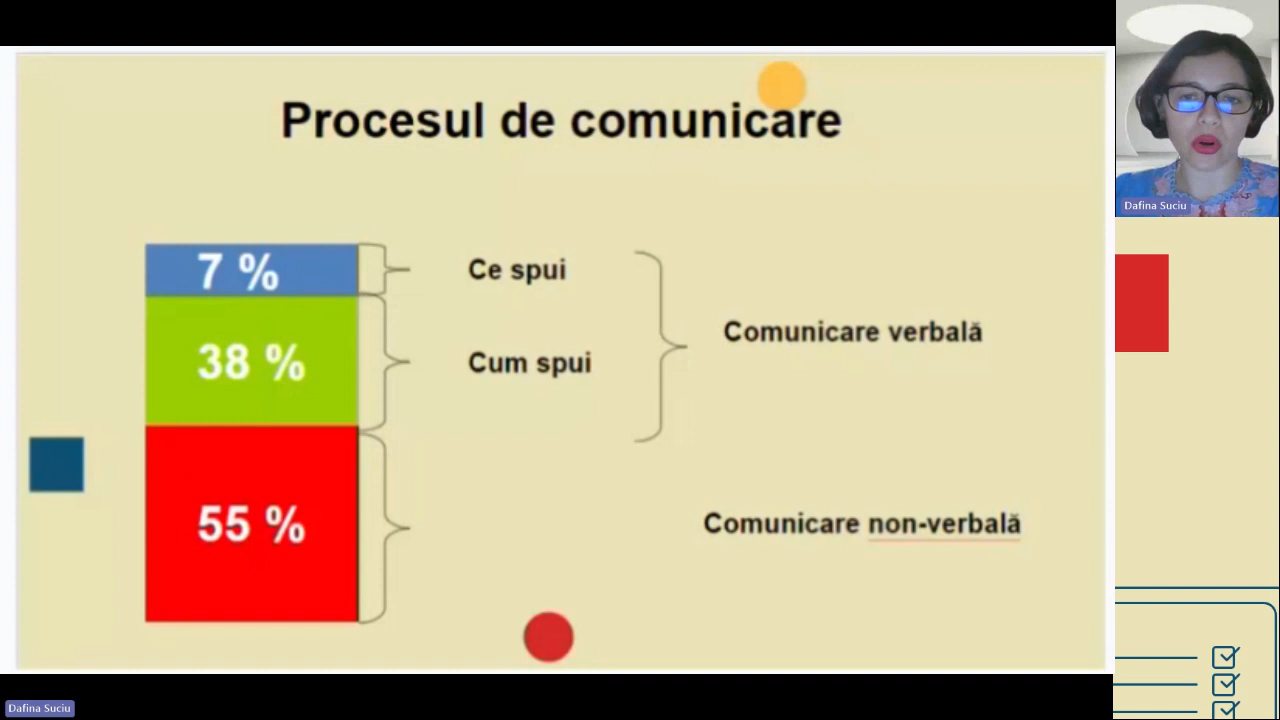 Procesul de comunicare
7 %
Ce spui
38 %
Cum spui
Comunicare verbală
55 %
Comunicare non-verbală
Dafina Suciu
Dafina Suciu